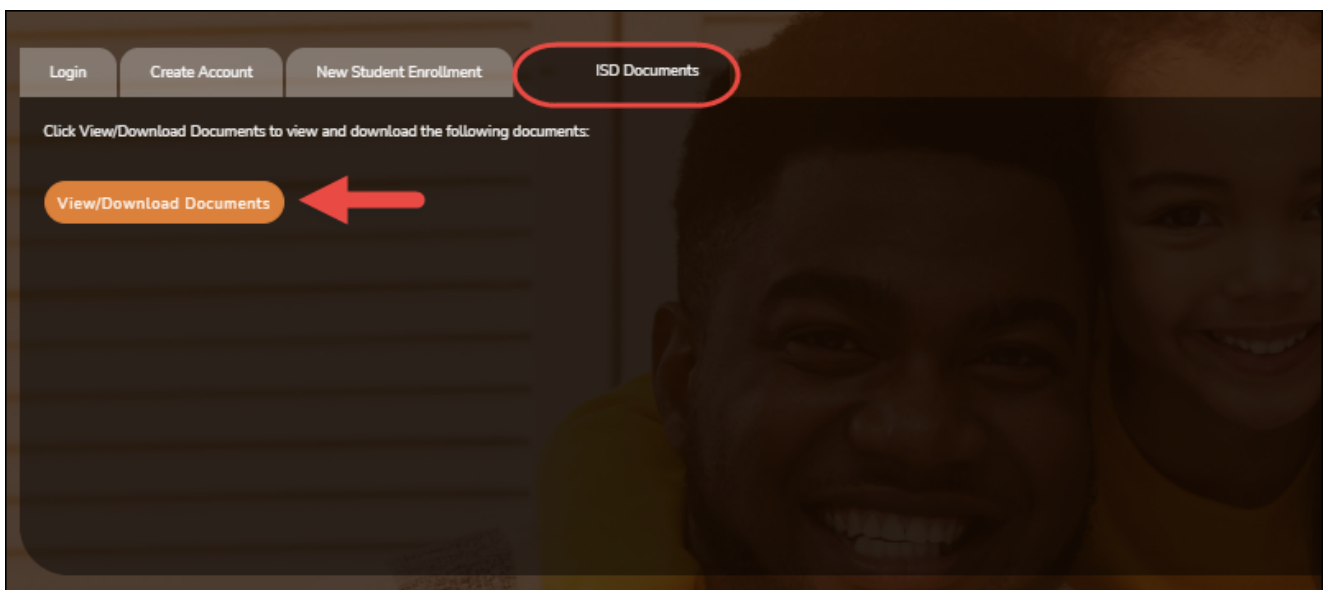 Login Create Account New Student Enrollment ISD Documents
Click View/Download Documents to view and download the following documents:
View/Download Documents